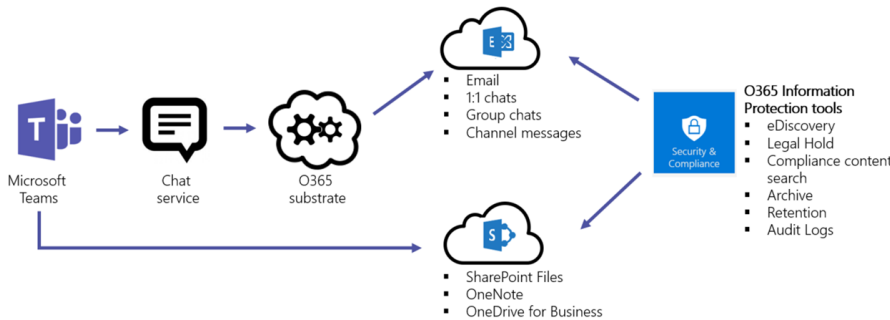 T
Microsoft
Teams
Chat
service
O365
substrate
E
Email
1:1 chats
Group chats
Channel messages
S
SharePoint Files
OneNote
OneDrive for Business
Security &
Compliance
O365 Information
Protection tools
eDiscovery
Legal Hold
Compliance content
search
Archive
Retention
Audit Logs